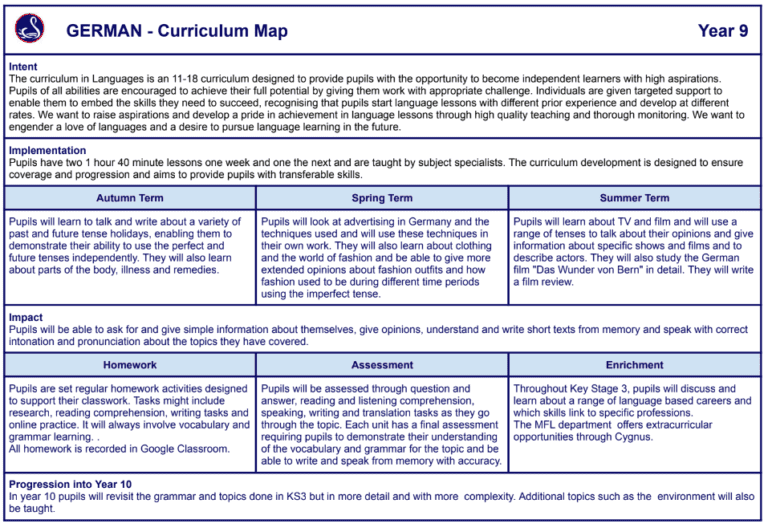 GERMAN - Curriculum Map
Year 9
Intent
The curriculum in Languages is an 11-18 curriculum designed to provide pupils with the opportunity to become independent learners with high aspirations.
Pupils of all abilities are encouraged to achieve their full potential by giving them work with appropriate challenge. Individuals are given targeted support to
enable them to embed the skills they need to succeed, recognising that pupils start language lessons with different prior experience and develop at different
rates. We want to raise aspirations and develop a pride in achievement in language lessons through high quality teaching and thorough monitoring. We want to
engender a love of languages and a desire to pursue language learning in the future.
Implementation
Pupils have two 1 hour 40 minute lessons one week and one the next and are taught by subject specialists. The curriculum development is designed to ensure
coverage and progression and aims to provide pupils with transferable skills.
Autumn Term
Pupils will learn to talk and write about a variety of
past and future tense holidays, enabling them to
demonstrate their ability to use the perfect and
future tenses independently. They will also learn
about parts of the body, illness and remedies.
Spring Term
Pupils will look at advertising in Germany and the
techniques used and will use these techniques in
their own work. They will also learn about clothing
and the world of fashion and be able to give more
extended opinions about fashion outfits and how
fashion used to be during different time periods
using the imperfect tense.
Summer Term
Pupils will learn about TV and film and will use a
range of tenses to talk about their opinions and give
information about specific shows and films and to
describe actors. They will also study the German
film "Das Wunder von Bern" in detail. They will write
a film review.
Impact
Pupils will be able to ask for and give simple information about themselves, give opinions, understand and write short texts from memory and speak with correct
intonation and pronunciation about the topics they have covered.
Homework
Pupils are set regular homework activities designed
to support their classwork. Tasks might include
research, reading comprehension, writing tasks and
online practice. It will always involve vocabulary and
grammar learning. .
All homework is recorded in Google Classroom.
Assessment
Pupils will be assessed through question and
answer, reading and listening comprehension,
speaking, writing and translation tasks as they go
through the topic. Each unit has a final assessment
requiring pupils to demonstrate their understanding
of the vocabulary and grammar for the topic and be
able to write and speak from memory with accuracy.
Enrichment
Throughout Key Stage 3, pupils will discuss and
learn about a range of language based careers and
which skills link to specific professions.
The MFL department offers extracurricular
opportunities through Cygnus.
Progression into Year 10
In year 10 pupils will revisit the grammar and topics done in KS3 but in more detail and with more complexity. Additional topics such as the environment will also
be taught.